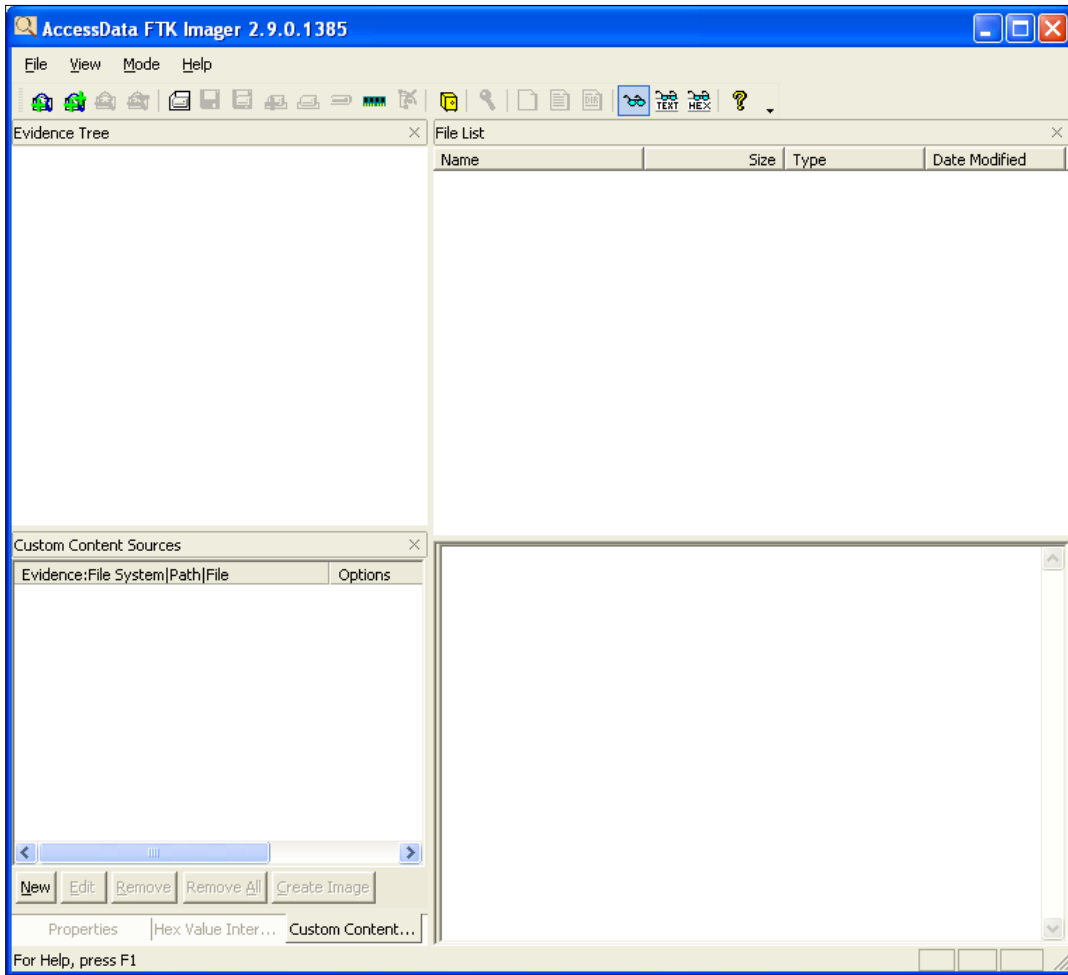 AccessData FTK Imager 2.9.0.1385
File View Mode Help
TEXT HEX
Evidence Tree
File List
Name Size Type Date Modified
Custom Content Sources
Evidence:File System|Path|File Options
New Edit Remove Remove All Create Image
Properties Hex Value Inter... Custom Content...
For Help, press F1